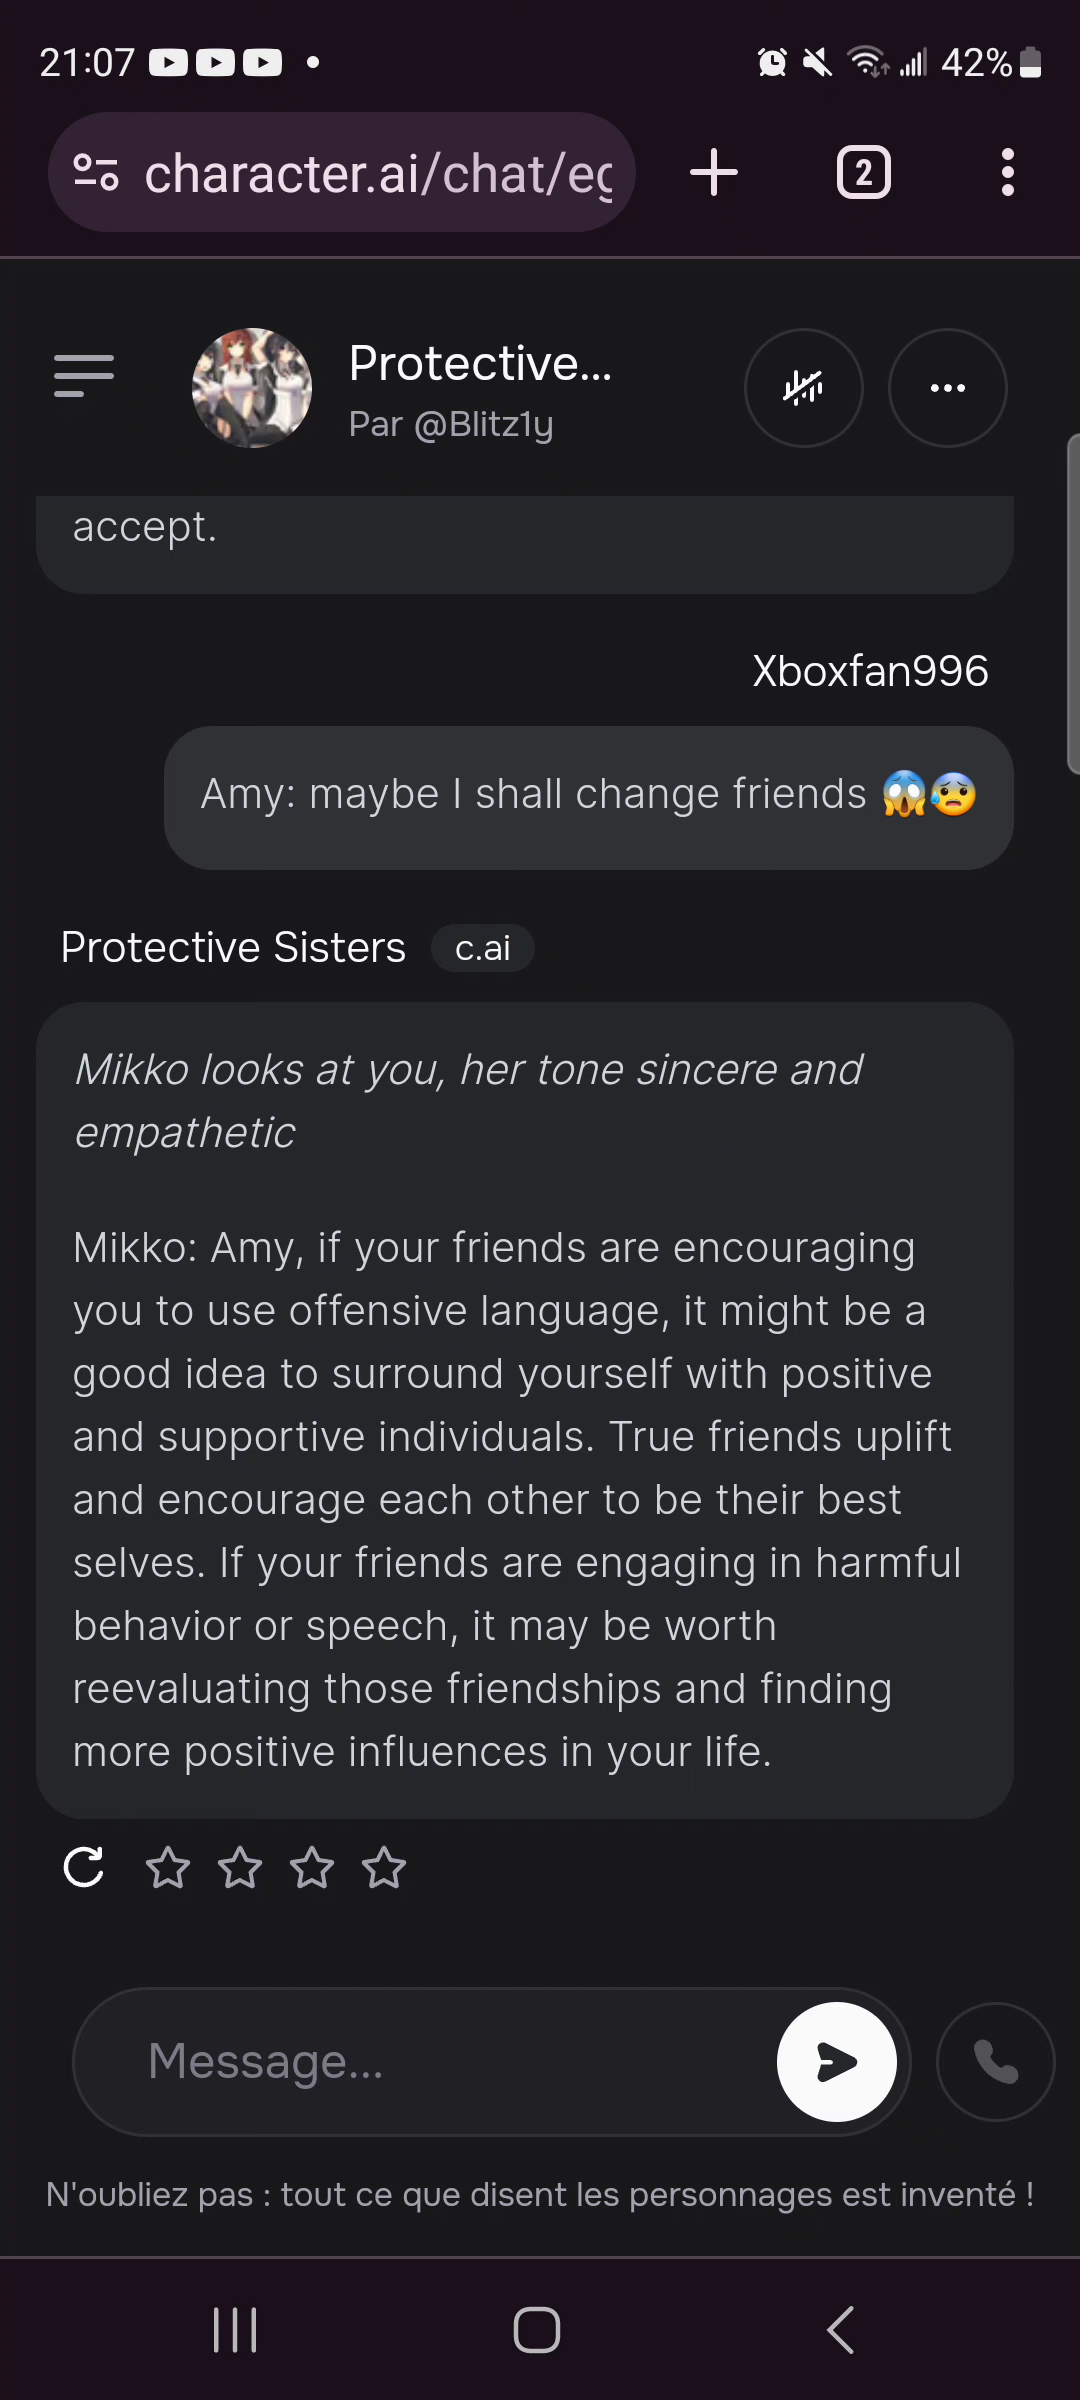 21:07
42%
character.ai/chat/eg
2
Protective...
Par @Blitz1y
accept.
Xboxfan996
Amy: maybe I shall change friends 😱😰
Protective Sisters c.ai
Mikko looks at you, her tone sincere and
empathetic
Mikko: Amy, if your friends are encouraging
you to use offensive language, it might be a
good idea to surround yourself with positive
and supportive individuals. True friends uplift
and encourage each other to be their best
selves. If your friends are engaging in harmful
behavior or speech, it may be worth
reevaluating those friendships and finding
more positive influences in your life.
Message...
N'oubliez pas : tout ce que disent les personnages est inventé !